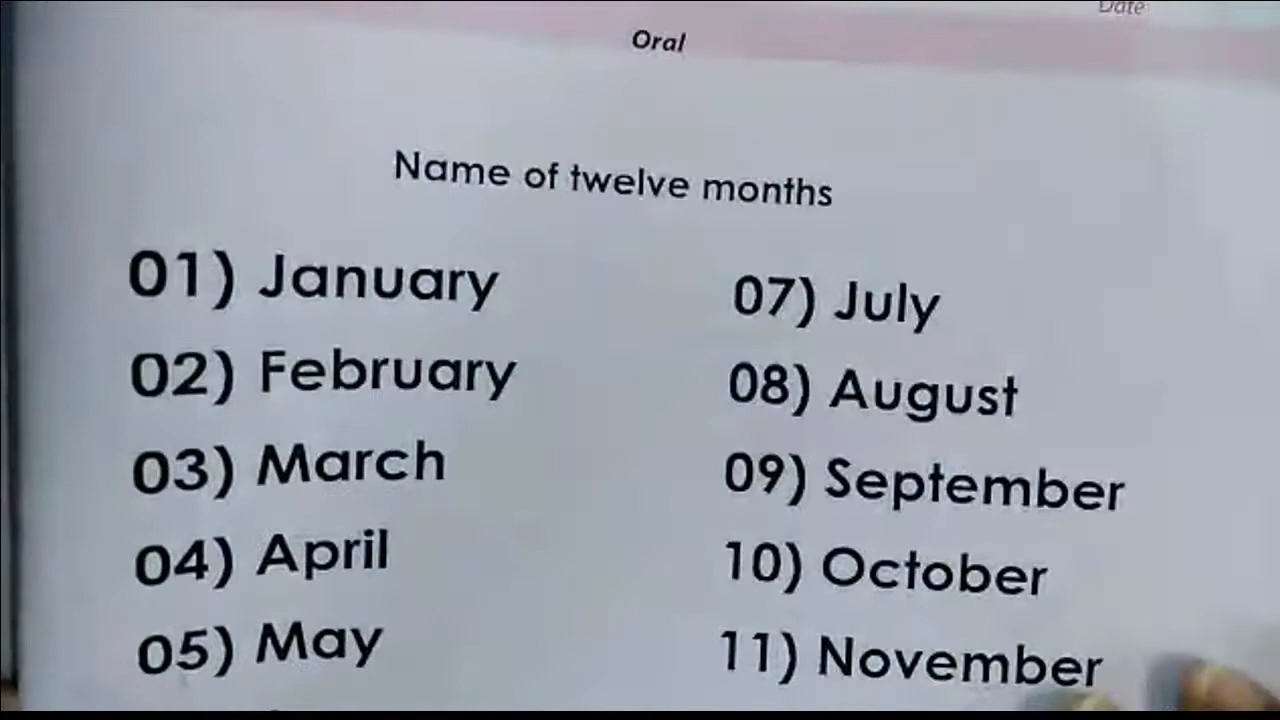 Date
Oral
Name of twelve months
01) January
02) February
03) March
04) April
05) May
07) July
08) August
09) September
10) October
11) November